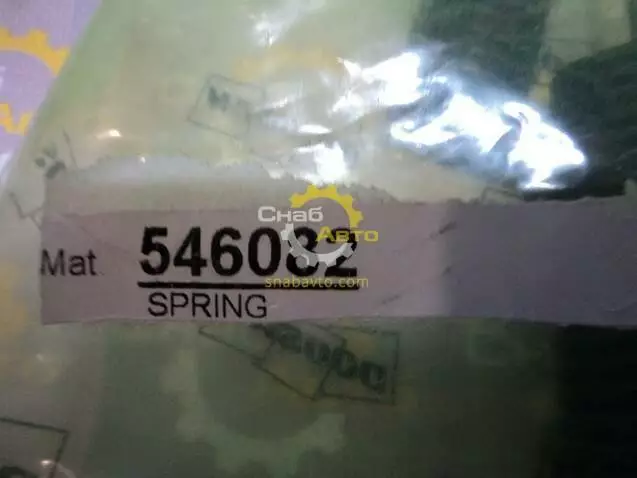 Mat 546082
SPRING
Снаб
Авто
snabavto.com